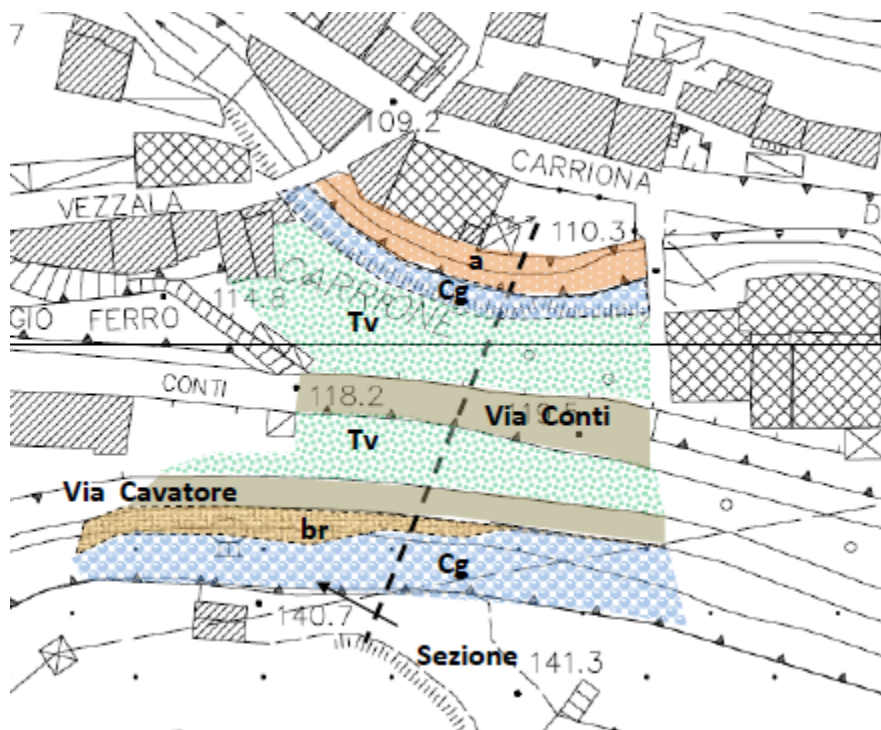 7
109.2
CARRIONA
VEZZALA
110.3
D
a
Cg
114.8
CARRIONE
GIO FERRO
Tv
CONTI
118.2
Via Conti
Tv
Via Cavatore
br
Cg
140.7
Sezione
141.3